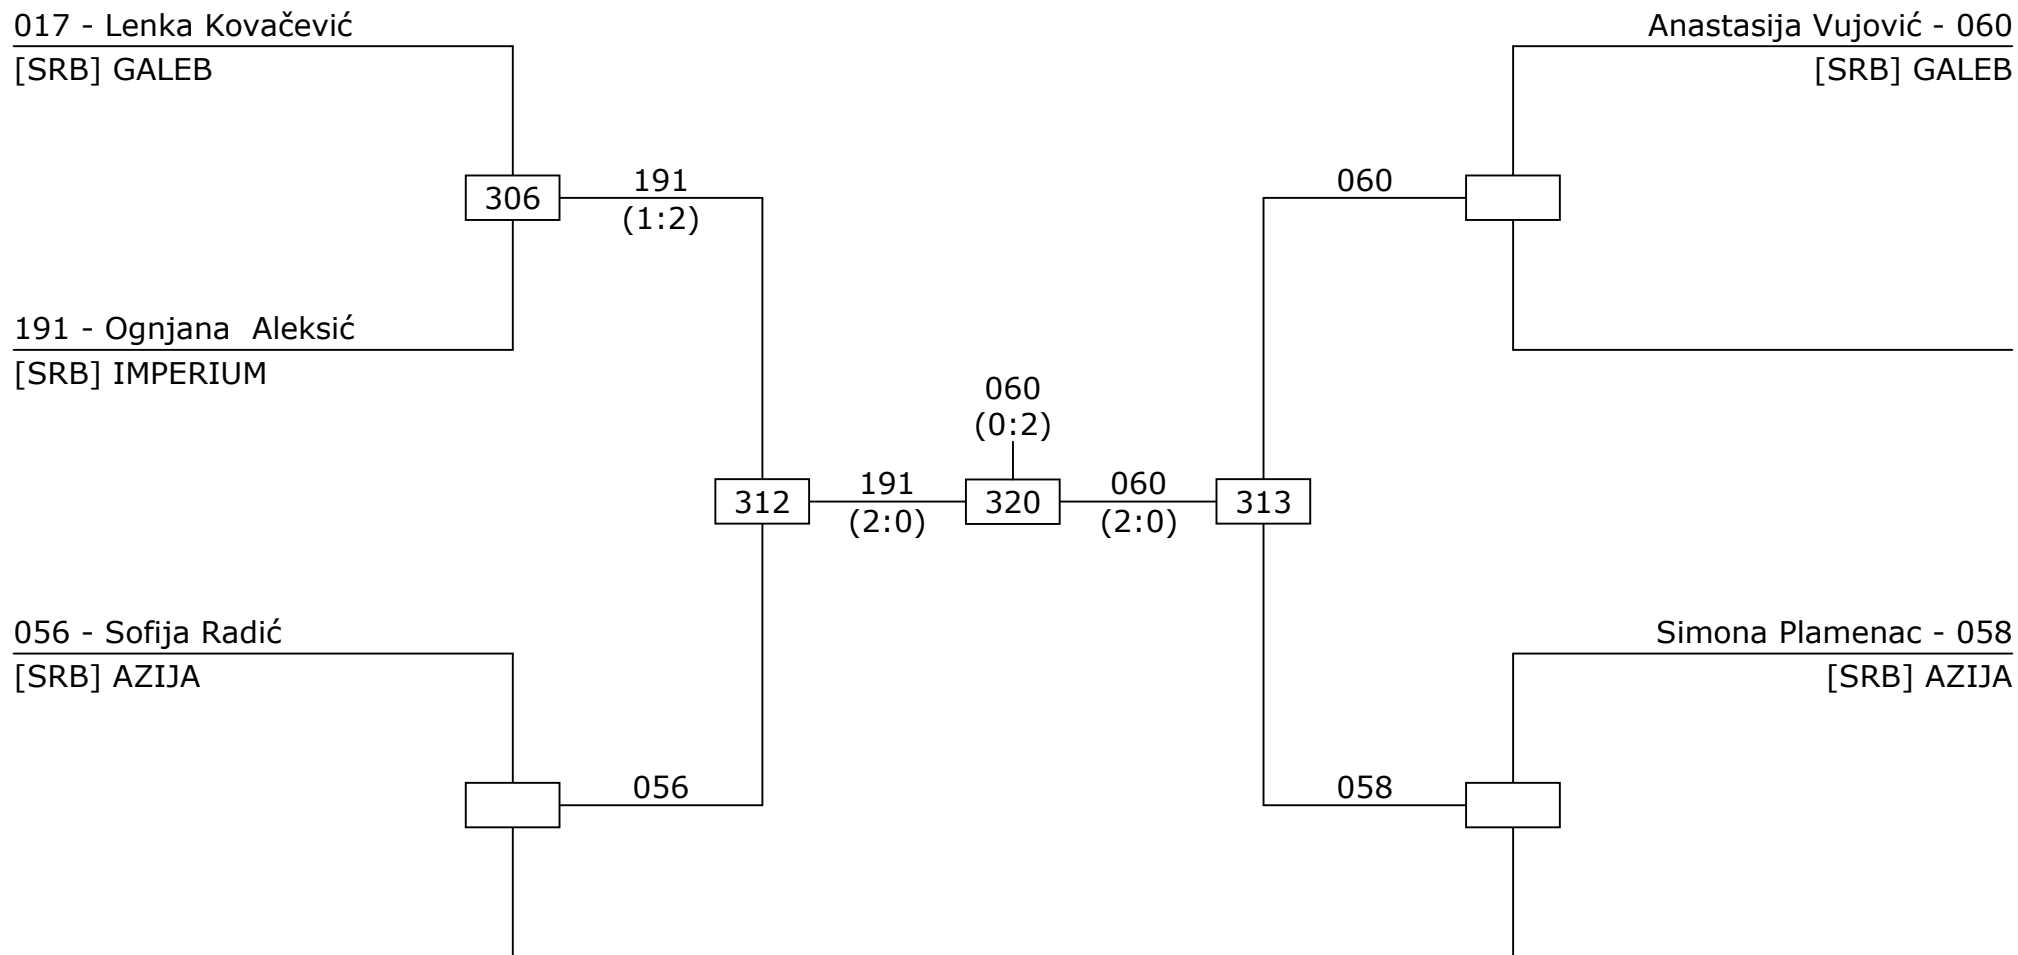 017 - Lenka Kovačević
[SRB] GALEB
Anastasija Vujović - 060
[SRB] GALEB
306
191
(1:2)
060
191 - Ognjana  Aleksić
[SRB] IMPERIUM
060
(0:2)
312
191
(2:0)
320
060
(2:0)
313
056 - Sofija Radić
[SRB] AZIJA
Simona Plamenac - 058
[SRB] AZIJA
056
058